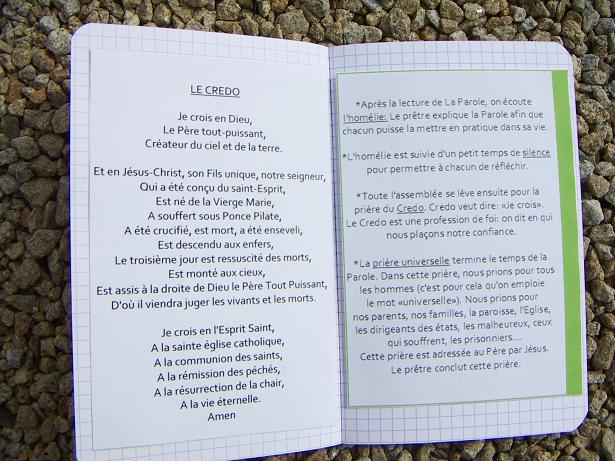 LE CREDO
Je crois en Dieu,
Le Père tout-puissant,
Créateur du ciel et de la terre.
Et en Jésus-Christ, son Fils unique, notre seigneur,
Qui a été conçu du saint-Esprit,
Est né de la Vierge Marie,
A souffert sous Ponce Pilate,
A été crucifié, est mort, a été enseveli,
Est descendu aux enfers,
Le troisième jour est ressuscité des morts,
Est monté aux cieux,
Est assis à la droite de Dieu le Père Tout Puissant,
D'où il viendra juger les vivants et les morts.
Je crois en l'Esprit Saint,
A la sainte église catholique,
A la communion des saints,
A la rémission des péchés,
A la résurrection de la chair,
A la vie éternelle.
Amen
*Après la lecture de La Parole, on écoute
l'homélie: Le prêtre explique la Parole afin que
chacun puisse la mettre en pratique dans sa vie.
*L'homélie est suivie d'un petit temps de silence
pour permettre à chacun de réfléchir.
*Toute l'assemblée se lève ensuite pour la
prière du Credo. Credo veut dire: «Je crois».
Le Credo est une profession de foi: on dit en qui
nous plaçons notre confiance.
*La prière universelle termine le temps de la
Parole. Dans cette prière, nous prions pour tous
les hommes (c'est pour cela qu'on emploie
le mot «universelle»). Nous prions pour
nos parents, nos familles, la paroisse, l'Eglise,
les dirigeants des états, les malheureux, ceux
qui souffrent, les prisonniers....
Cette prière est adressée au Père par Jésus.
Le prêtre conclut cette prière.